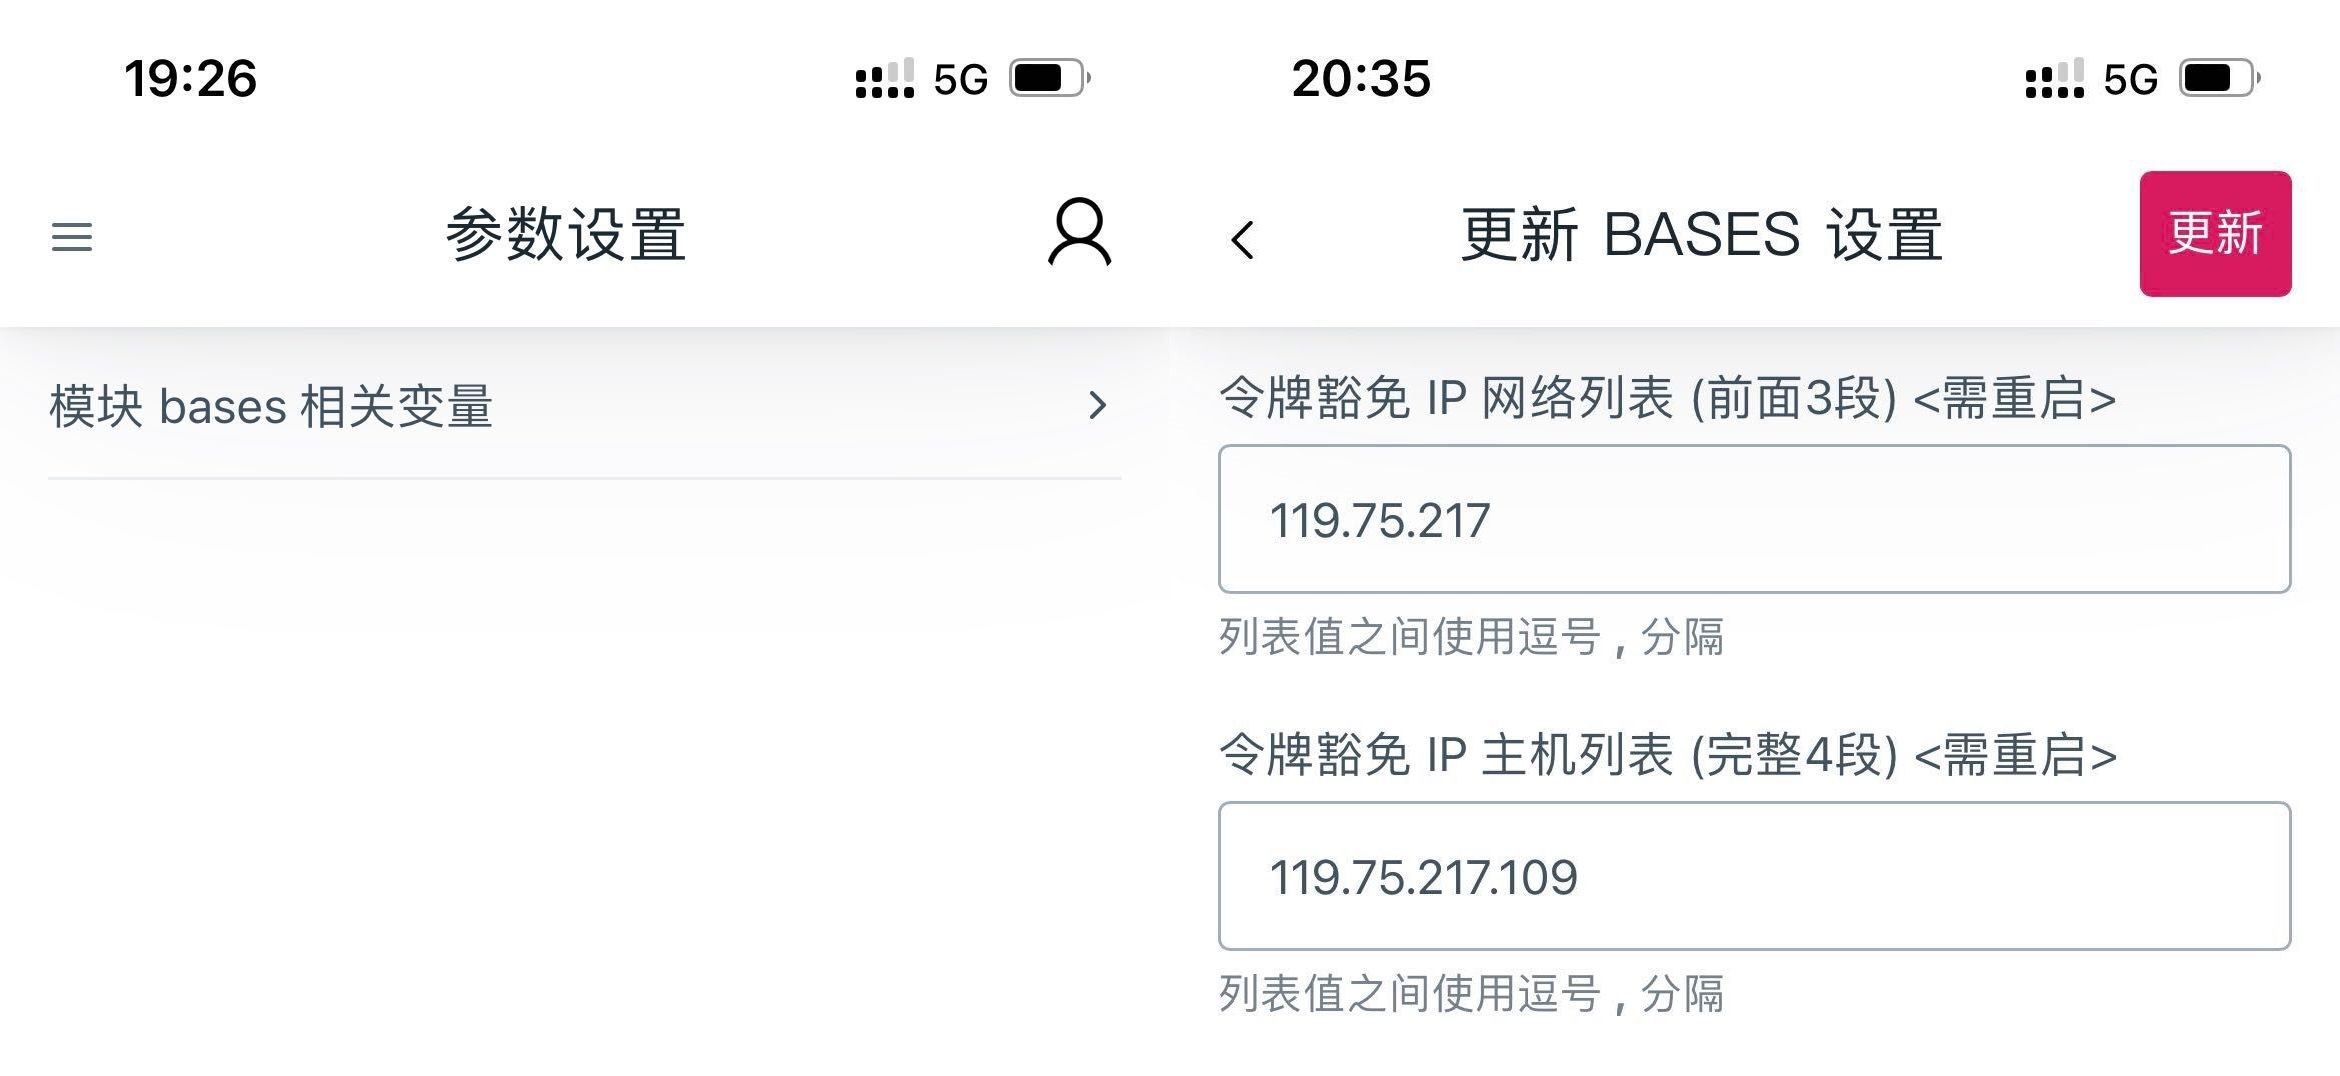 19:26
5G
参数设置
模块 bases 相关变量
20:35
5G
更新 BASES 设置
更新
令牌豁免 IP 网络列表 (前面3段) <需重启>
119.75.217
列表值之间使用逗号 , 分隔
令牌豁免 IP 主机列表 (完整4段) <需重启>
119.75.217.109
列表值之间使用逗号 , 分隔